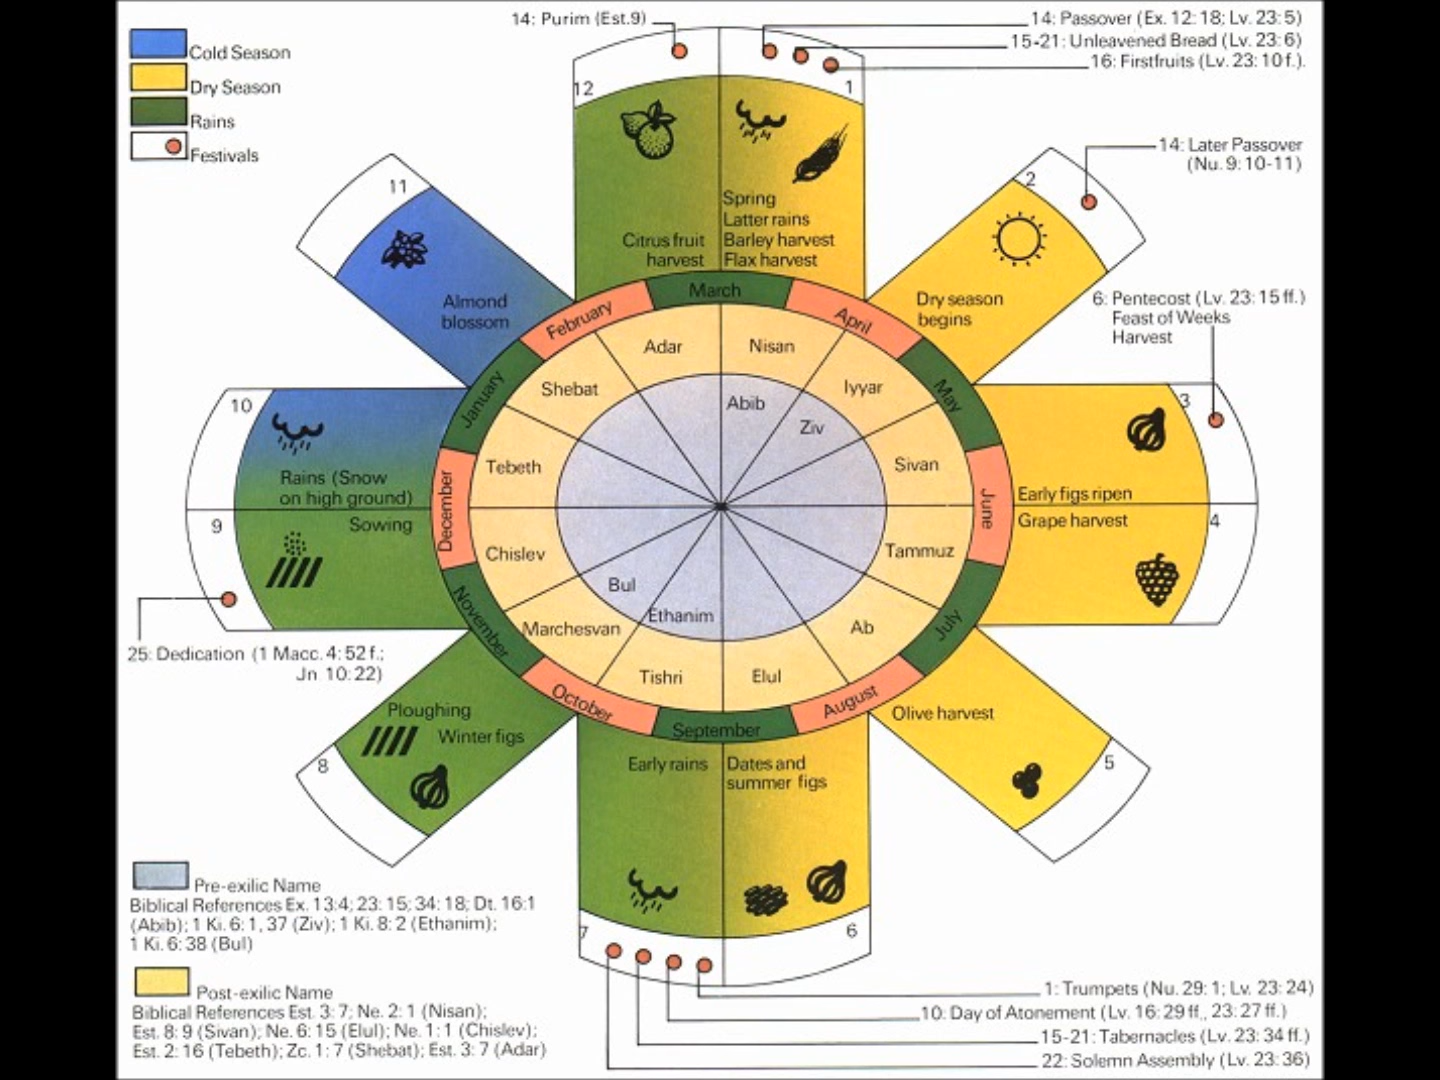 Cold Season
Dry Season
Rains
Festivals
14: Purim (Est.9)
14: Passover (Ex. 12:18; Lv. 23:5)
15-21: Unleavened Bread (Lv. 23:6)
16: Firstfruits (Lv. 23:10 f.).
14: Later Passover
(Nu. 9:10-11)
6: Pentecost (Lv. 23:15 ff.)
Feast of Weeks
Harvest
12
1
Citrus fruit
harvest
Spring
Latter rains
Barley harvest
Flax harvest
11
Almond
blossom
2
Dry season
begins
10
Rains (Snow
on high ground)
9
Sowing
3
Early figs ripen
Grape harvest
4
25: Dedication (1 Macc. 4:52 f.;
Jn 10:22)
8
Ploughing
Winter figs
5
Olive harvest
7
Early rains
6
Dates and
summer figs
January
February
March
April
May
June
July
August
September
October
November
December
Adar
Nisan
Iyyar
Sivan
Tammuz
Ab
Elul
Tishri
Marchesvan
Chislev
Tebeth
Shebat
Abib
Ziv
Bul
Ethanim
1: Trumpets (Nu. 29:1; Lv. 23:24)
10: Day of Atonement (Lv. 16:29 ff., 23:27 ff.)
15-21: Tabernacles (Lv. 23:34 ff.)
22: Solemn Assembly (Lv. 23:36)
Pre-exilic Name
Biblical References Ex. 13:4; 23:15; 34:18; Dt. 16:1
(Abib); 1 Ki. 6:1, 37 (Ziv); 1 Ki. 8:2 (Ethanim);
1 Ki. 6:38 (Bul)
Post-exilic Name
Biblical References Est. 3:7; Ne. 2:1 (Nisan);
Est. 8:9 (Sivan); Ne. 6:15 (Elul); Ne. 1:1 (Chislev);
Est. 2:16 (Tebeth); Zc. 1:7 (Shebat); Est. 3:7 (Adar)